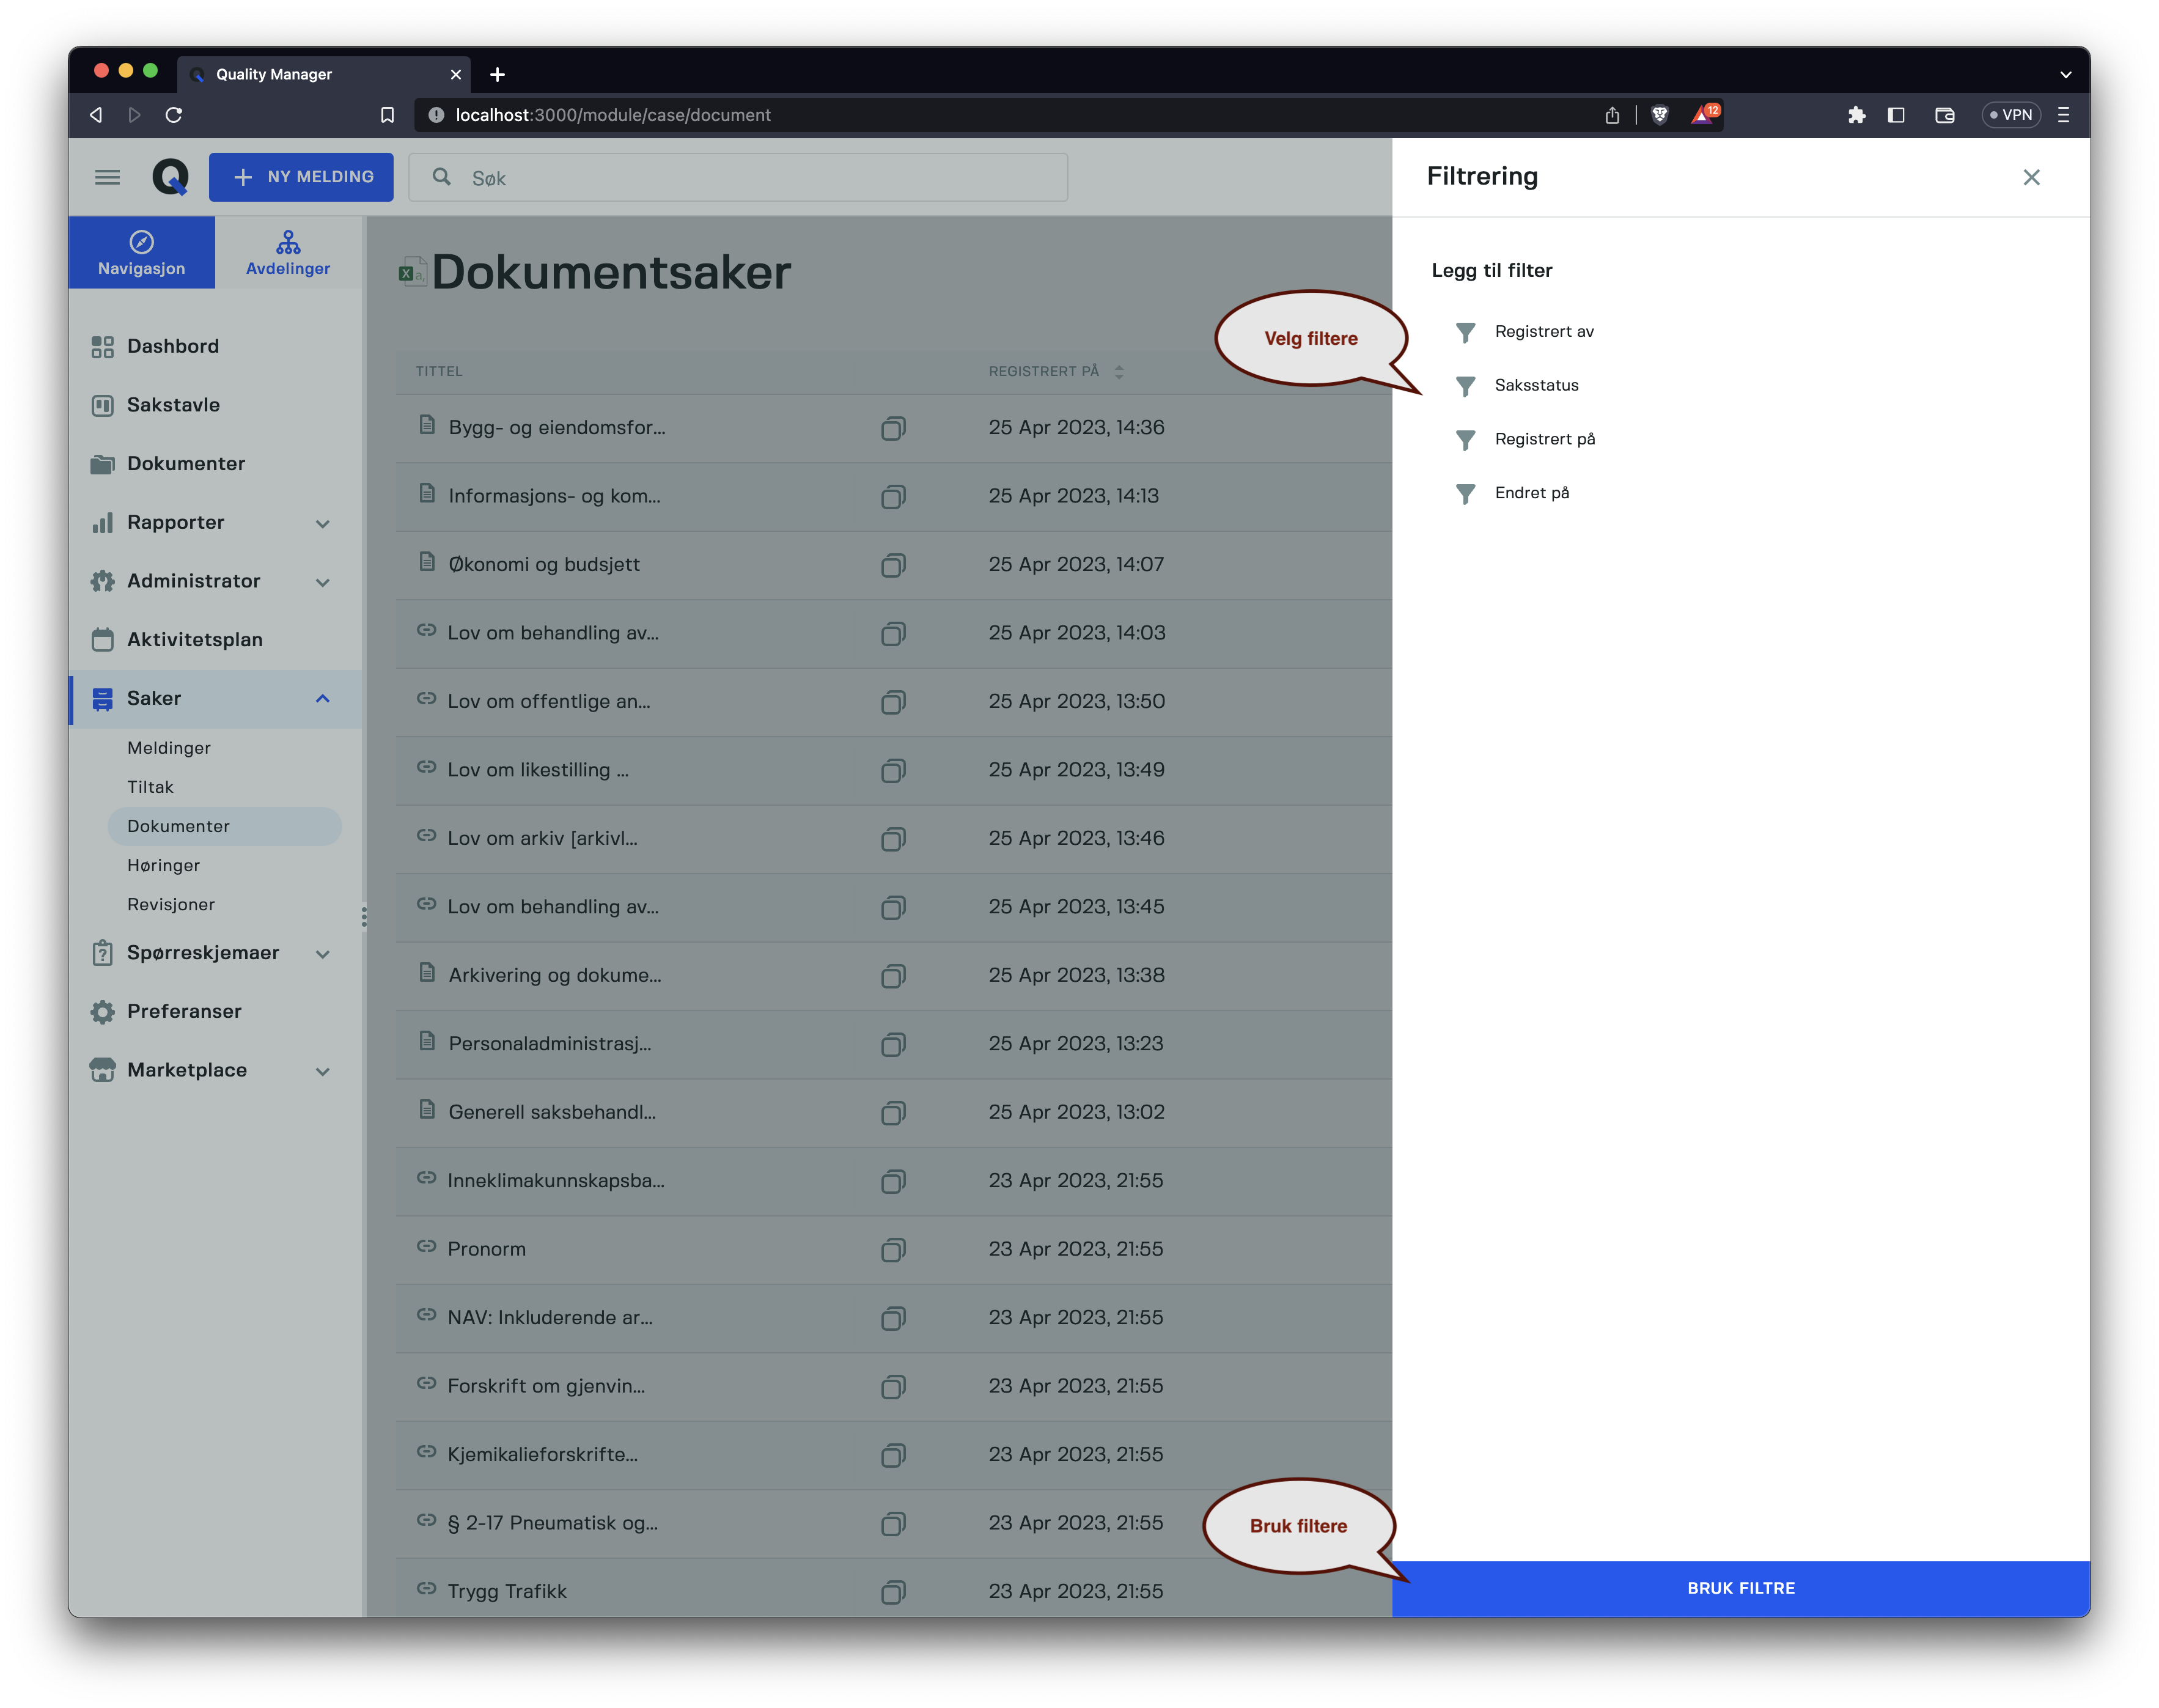 Quality Manager
localhost:3000/module/case/document
12
VPN
NY MELDING
Søk
Navigasjon
Avdelinger
Dashbord
Sakstavle
Dokumenter
Rapporter
Administrator
Aktivitetsplan
Saker
Meldinger
Tiltak
Dokumenter
Høringer
Revisjoner
Spørreskjemaer
Preferanser
Marketplace
Dokumentsaker
TITTEL REGISTRERT PÅ
Bygg- og eiendomsfor... 25 Apr 2023, 14:36
Informasjons- og kom... 25 Apr 2023, 14:13
Økonomi og budsjett 25 Apr 2023, 14:07
Lov om behandling av... 25 Apr 2023, 14:03
Lov om offentlige an... 25 Apr 2023, 13:50
Lov om likestilling ... 25 Apr 2023, 13:49
Lov om arkiv [arkivl... 25 Apr 2023, 13:46
Lov om behandling av... 25 Apr 2023, 13:45
Arkivering og dokume... 25 Apr 2023, 13:38
Personaladministrasj... 25 Apr 2023, 13:23
Generell saksbehandl... 25 Apr 2023, 13:02
Inneklimakunnskapsba... 23 Apr 2023, 21:55
Pronorm 23 Apr 2023, 21:55
NAV: Inkluderende ar... 23 Apr 2023, 21:55
Forskrift om gjenvin... 23 Apr 2023, 21:55
Kjemikalieforskrifte... 23 Apr 2023, 21:55
§ 2-17 Pneumatisk og... 23 Apr 2023, 21:55
Trygg Trafikk 23 Apr 2023, 21:55
Velg filtere
Bruk filtere
Filtrering
Legg til filter
Registrert av
Saksstatus
Registrert på
Endret på
BRUK FILTRE